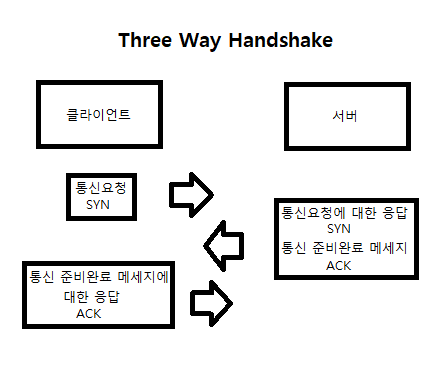 Three Way Handshake
클라이언트
서버
통신요청
SYN
통신요청에 대한 응답
SYN
통신 준비완료 메세지
ACK
통신 준비완료 메세지에
대한 응답
ACK